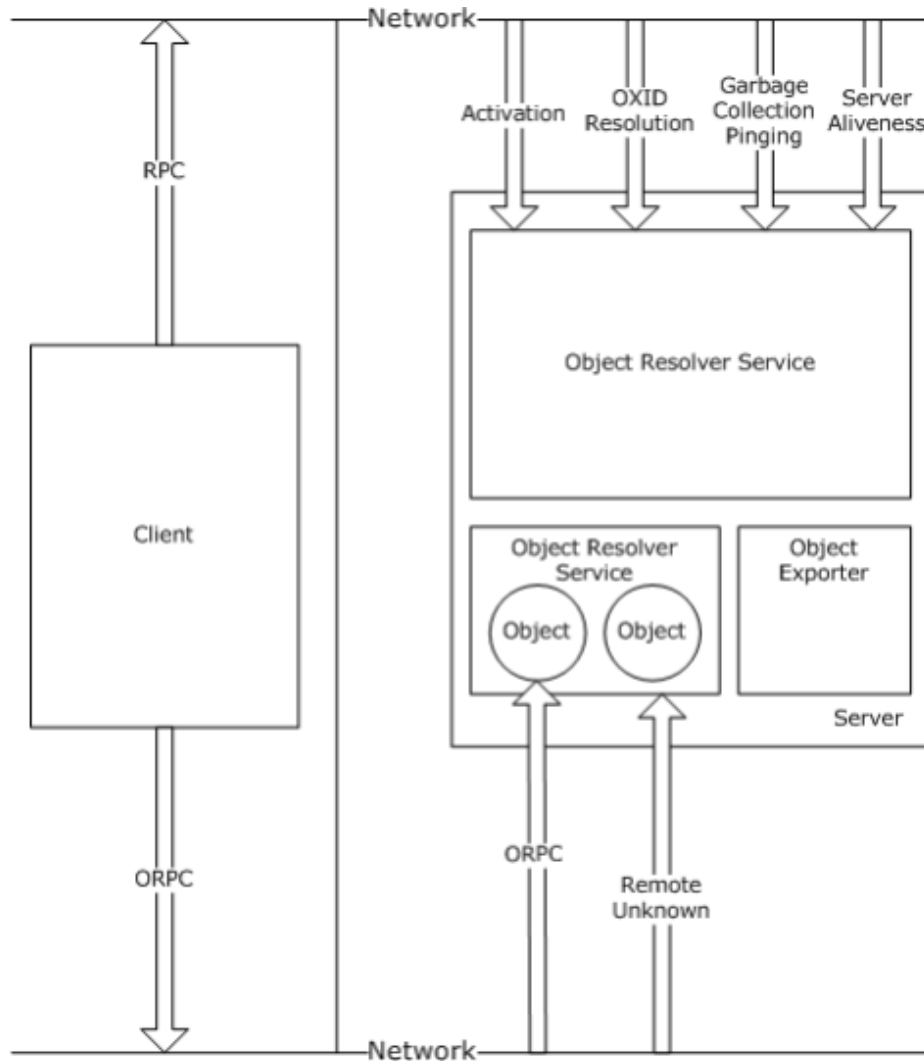 Network
Activation
OXID
Resolution
Garbage
Collection
Pinging
Server
Aliveness
RPC
Object Resolver Service
Client
Object Resolver
Service
Object
Object
Object
Exporter
Server
ORPC
ORPC
Remote
Unknown
Network